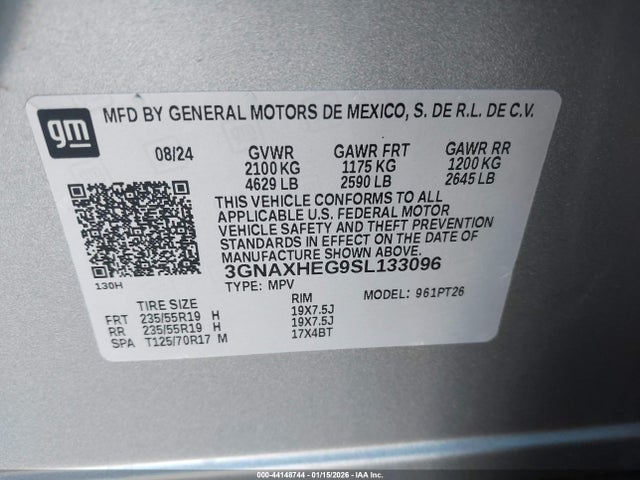 gm
MFD BY GENERAL MOTORS DE MEXICO, S. DE R.L. DE C.V.
08/24 GVWR GAWR FRT GAWR RR
2100 KG 1175 KG 1200 KG
4629 LB 2590 LB 2645 LB
THIS VEHICLE CONFORMS TO ALL
APPLICABLE U.S. FEDERAL MOTOR
VEHICLE SAFETY AND THEFT PREVENTION
STANDARDS IN EFFECT ON THE DATE OF
MANUFACTURE SHOWN ABOVE.
3GNAXHEG9SL133096
130H
TYPE: MPV MODEL: 961PT26
TIRE SIZE RIM
FRT 235/55R19 H 19X7.5J
RR 235/55R19 H 19X7.5J
SPA T125/70R17 M 17X4BT
000-44148744 - 01/15/2026 - IAA Inc.